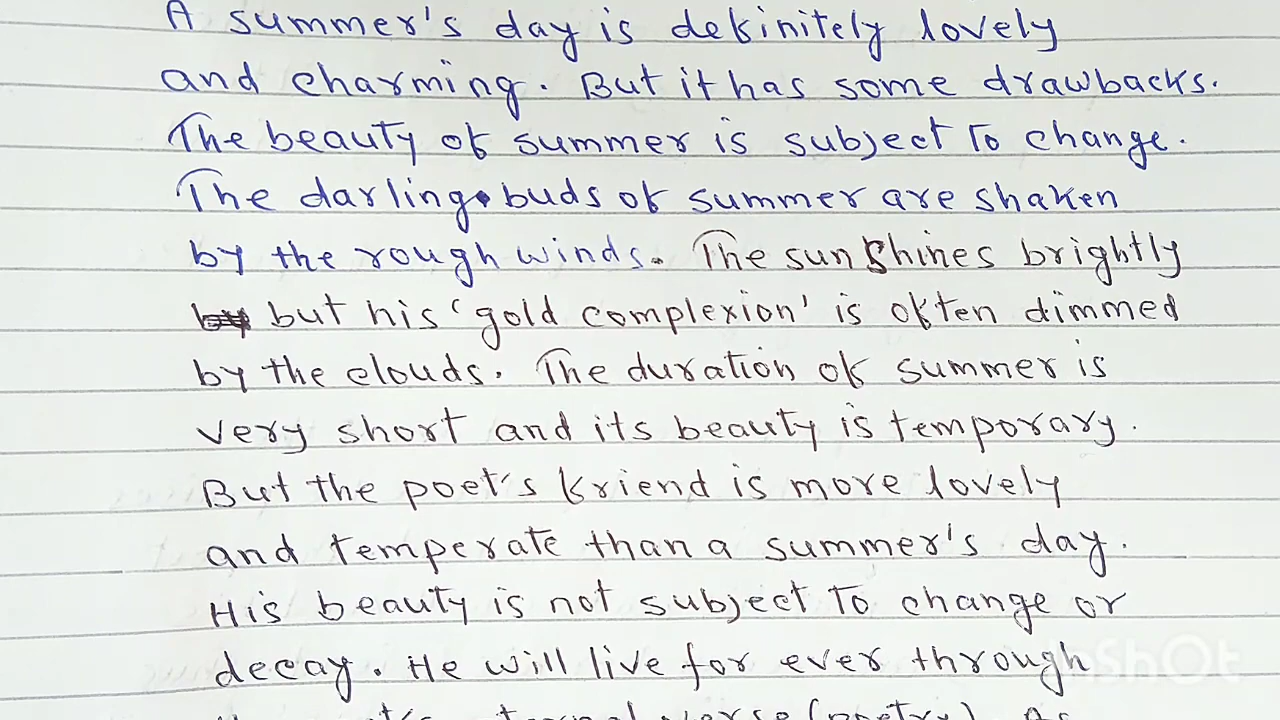 A summer's day is definitely lovely
and charming. But it has some drawbacks.
The beauty of summer is subject to change.
The darling buds of summer are shaken
by the rough winds. The sun shines brightly
but his 'gold complexion' is often dimmed
by the clouds. The duration of summer is
very short and its beauty is temporary.
But the poet's friend is more lovely
and temperate than a summer's day.
His beauty is not subject to change or
decay. He will live for ever through
verse (poetry). As